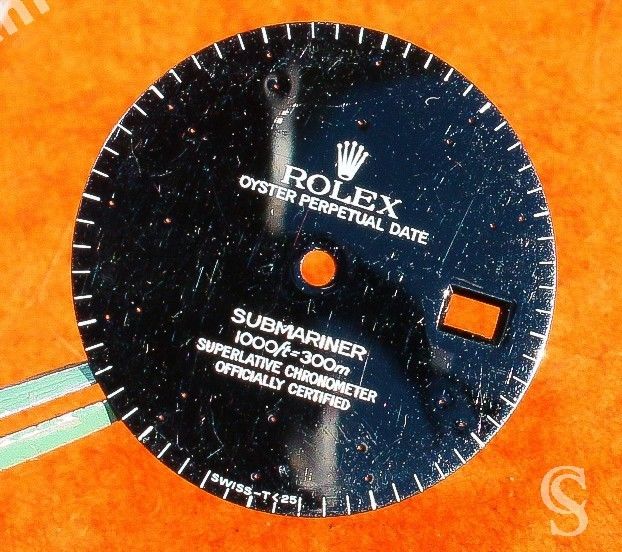 ROLEX
OYSTER PERPETUAL DATE
SUBMARINER
1000ft=300m
SUPERLATIVE CHRONOMETER
OFFICIALLY CERTIFIED
SWISS-T<25